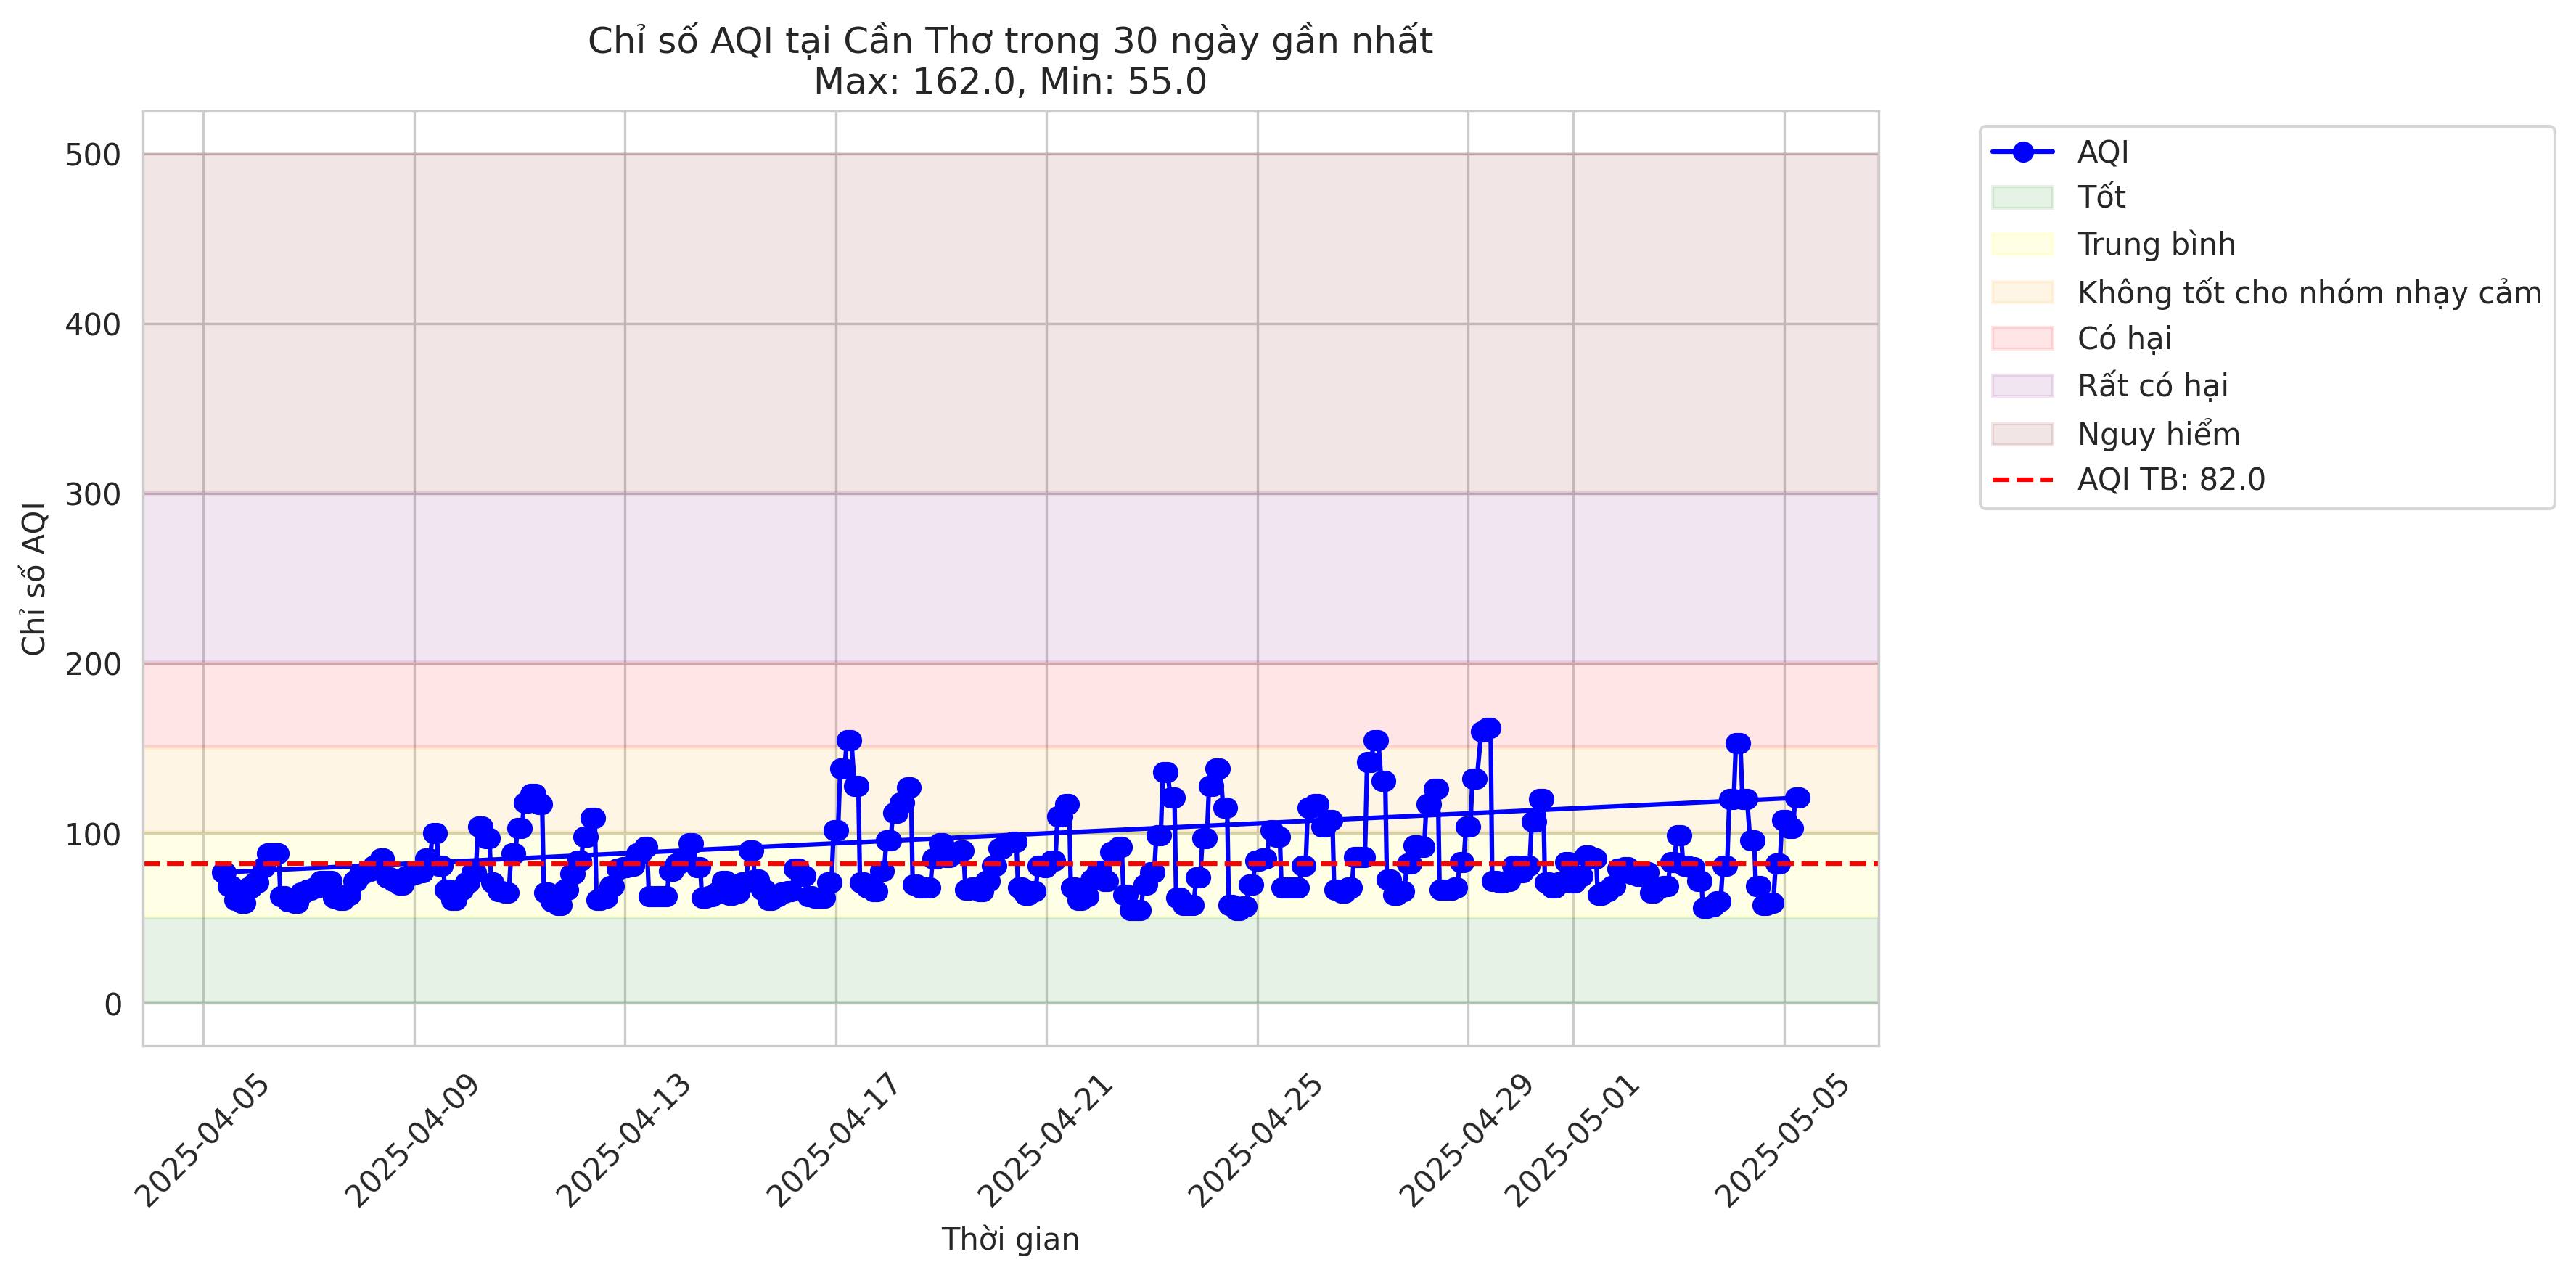 Chỉ số AQI tại Cần Thơ trong 30 ngày gần nhất
Max: 162.0, Min: 55.0
Chỉ số AQI
500
400
300
200
100
0
2025-04-05
2025-04-09
2025-04-13
2025-04-17
2025-04-21
2025-04-25
2025-04-29
2025-05-01
2025-05-05
Thời gian
AQI
Tốt
Trung bình
Không tốt cho nhóm nhạy cảm
Có hại
Rất có hại
Nguy hiểm
AQI TB: 82.0